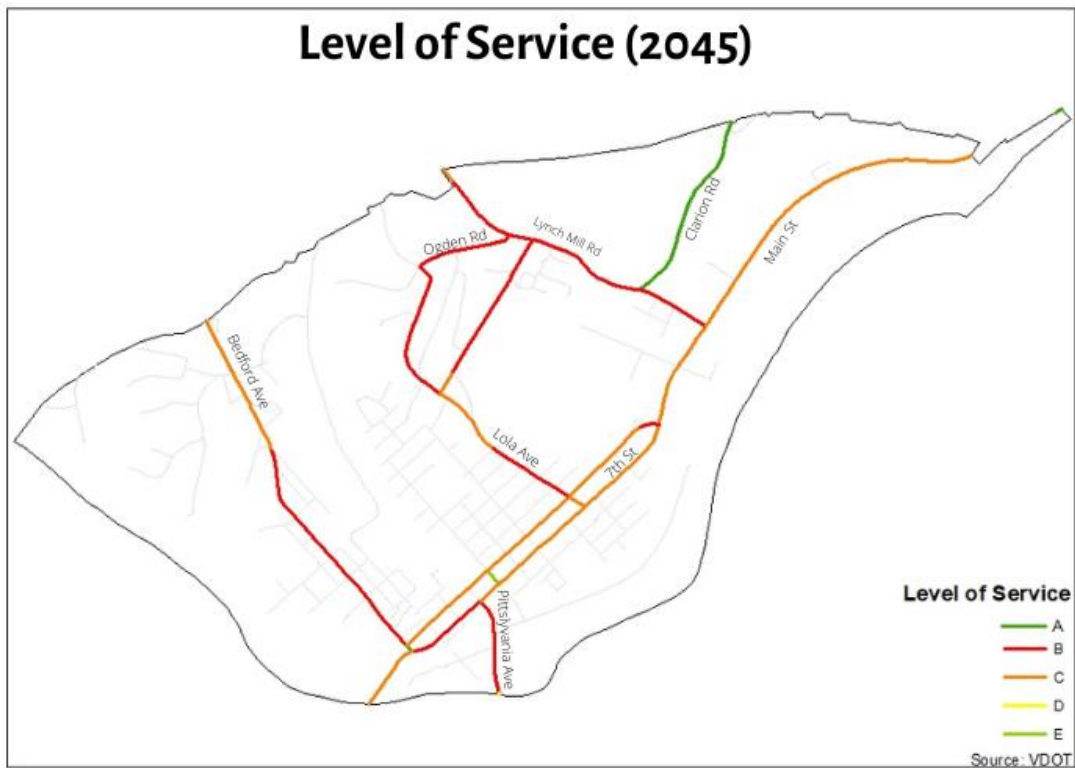 Level of Service (2045)
Clarion Rd
Lynch Mill Rd
Ogden Rd
Main St
Bedford Ave
Lola Ave
7th St
Pittslyvania Ave
Level of Service
A
B
C
D
E
Source: VDOT